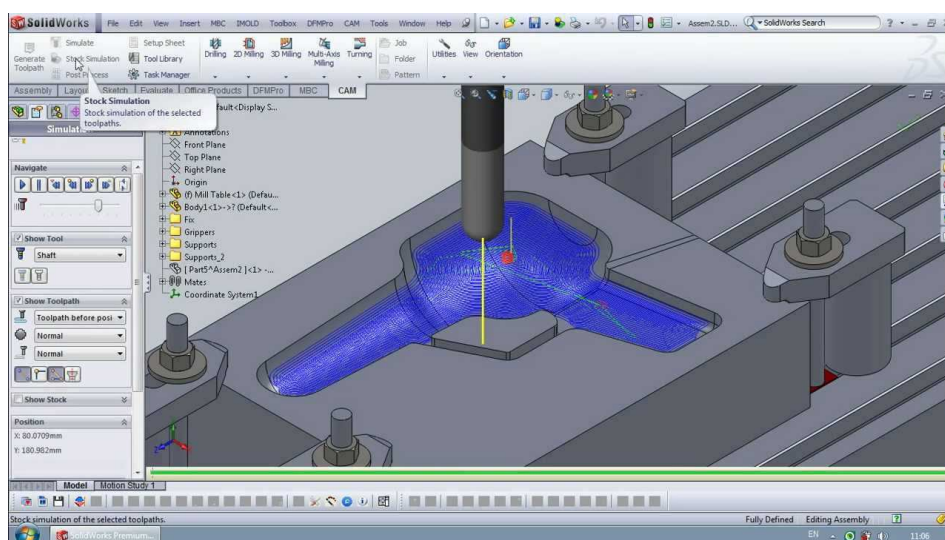 SolidWorks File Edit View Insert MBC IMOLD Toolbox DFMPro CAM Tools Window Help Assem2.SLD... SolidWorks Search
Generate Toolpath
Simulate
Stock Simulation
Post Process
Setup Sheet
Tool Library
Task Manager
Drilling
2D Milling
3D Milling
Multi-Axis Milling
Turning
Job
Folder
Pattern
Utilities
View
Orientation
Assembly Layou Sketch Evaluate Office Products DFMPro MBC CAM
Stock Simulation
Stock simulation of the selected
toolpaths.
Simulati
fault<Display S...
Annotations
Front Plane
Top Plane
Right Plane
Origin
(f) Mill Table<1> (Defau...
Body1<1>->? (Default<...
Fix
Grippers
Supports
Supports_2
[ Part5^Assem2 ]<1> -...
Mates
Coordinate System1
Navigate
Show Tool
Shaft
Show Toolpath
Toolpath before posi
Normal
Normal
Show Stock
Position
X: 80.0709mm
Y: 180.982mm
Model Motion Study 1
Stock simulation of the selected toolpaths.
Fully Defined Editing Assembly
SolidWorks Premium...
EN
11:06